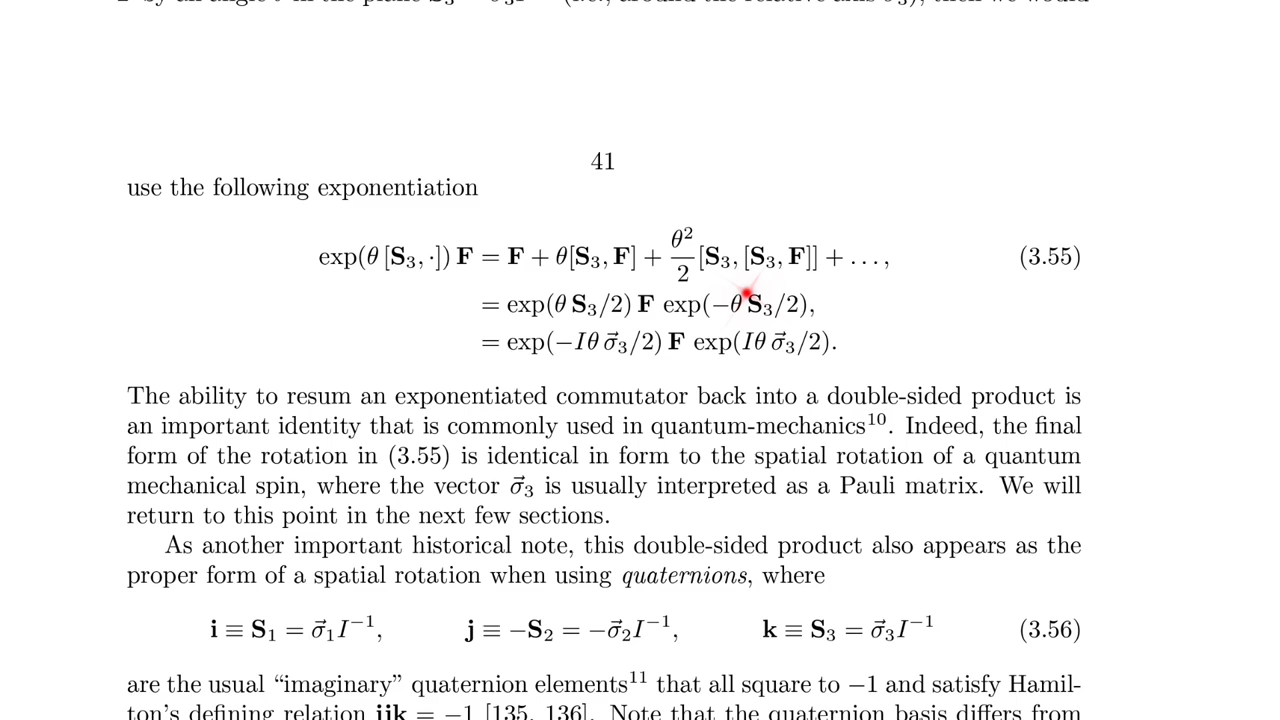 41
use the following exponentiation
exp(θ [S₃, ·]) F = F + θ[S₃, F] + θ²/2 [S₃, [S₃, F]] + . . . , (3.55)
= exp(θ S₃/2) F exp(−θ S₃/2),
= exp(−Iθ σ⃗₃/2) F exp(Iθ σ⃗₃/2).
The ability to resum an exponentiated commutator back into a double-sided product is
an important identity that is commonly used in quantum-mechanics¹⁰. Indeed, the final
form of the rotation in (3.55) is identical in form to the spatial rotation of a quantum
mechanical spin, where the vector σ⃗₃ is usually interpreted as a Pauli matrix. We will
return to this point in the next few sections.
As another important historical note, this double-sided product also appears as the
proper form of a spatial rotation when using quaternions, where
i ≡ S₁ = σ⃗₁I⁻¹, j ≡ −S₂ = −σ⃗₂I⁻¹, k ≡ S₃ = σ⃗₃I⁻¹ (3.56)
are the usual “imaginary” quaternion elements¹¹ that all square to −1 and satisfy Hamil-
ton’s defining relation ijk = −1 [135, 136]. Note that the quaternion basis differs from